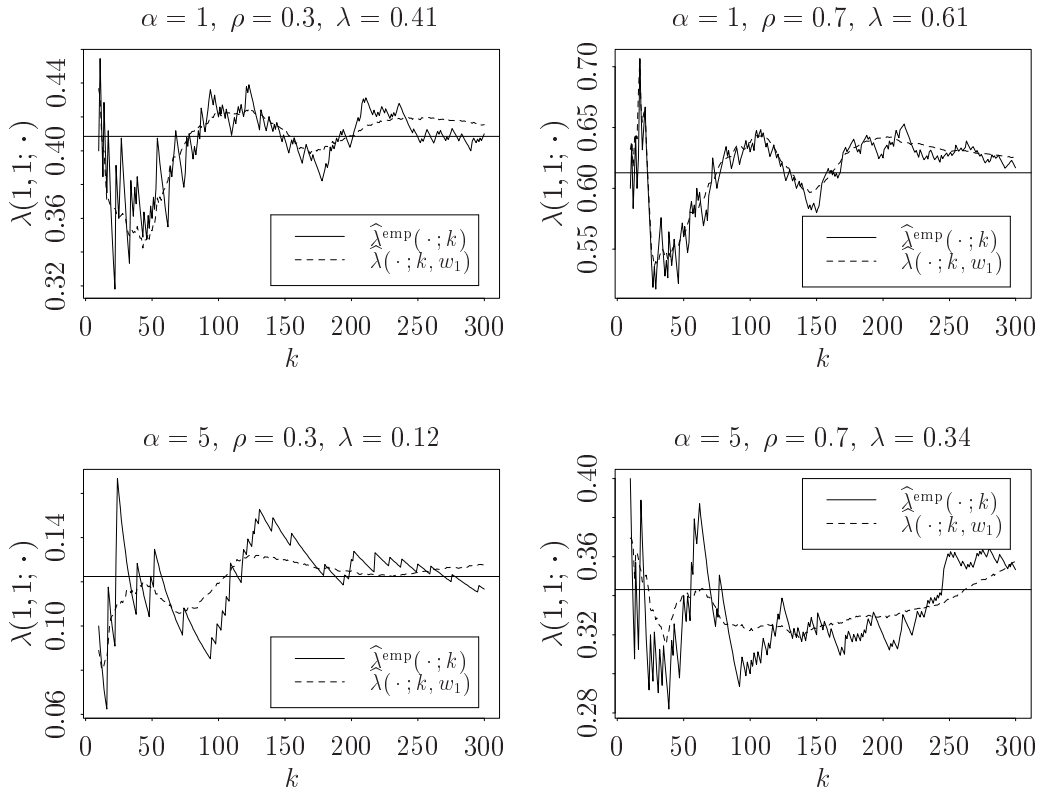 α = 1, ρ = 0.3, λ = 0.41
λ(1, 1; ·)
0.44
0.40
0.36
0.32
λ̂ᵉᵐᵖ( · ; k)
λ̂( · ; k, w₁)
0 50 100 150 200 250 300
k
α = 1, ρ = 0.7, λ = 0.61
λ(1, 1; ·)
0.70
0.65
0.60
0.55
λ̂ᵉᵐᵖ( · ; k)
λ̂( · ; k, w₁)
0 50 100 150 200 250 300
k
α = 5, ρ = 0.3, λ = 0.12
λ(1, 1; ·)
0.14
0.10
0.06
λ̂ᵉᵐᵖ( · ; k)
λ̂( · ; k, w₁)
0 50 100 150 200 250 300
k
α = 5, ρ = 0.7, λ = 0.34
λ(1, 1; ·)
0.40
0.36
0.32
0.28
λ̂ᵉᵐᵖ( · ; k)
λ̂( · ; k, w₁)
0 50 100 150 200 250 300
k